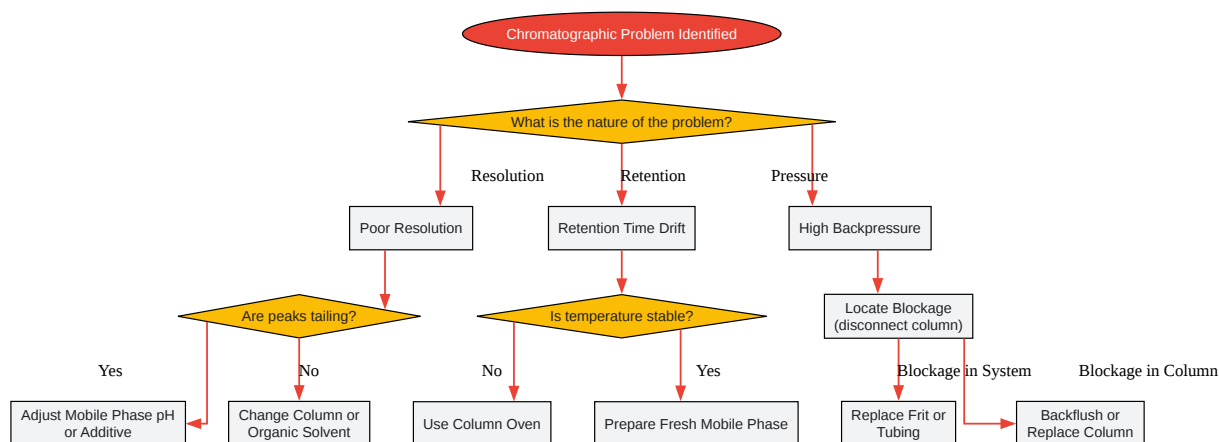 Chromatographic Problem Identified
What is the nature of the problem?
Resolution
Retention
Pressure
Poor Resolution
Retention Time Drift
High Backpressure
Are peaks tailing?
Is temperature stable?
Locate Blockage
(disconnect column)
Yes
No
No
Yes
Blockage in System
Blockage in Column
Adjust Mobile Phase pH
or Additive
Change Column or
Organic Solvent
Use Column Oven
Prepare Fresh Mobile Phase
Replace Frit or
Tubing
Backflush or
Replace Column